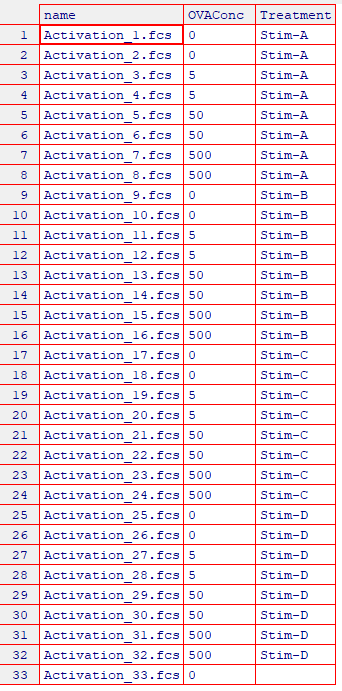 name OVAConc Treatment
1 Activation_1.fcs 0 Stim-A
2 Activation_2.fcs 0 Stim-A
3 Activation_3.fcs 5 Stim-A
4 Activation_4.fcs 5 Stim-A
5 Activation_5.fcs 50 Stim-A
6 Activation_6.fcs 50 Stim-A
7 Activation_7.fcs 500 Stim-A
8 Activation_8.fcs 500 Stim-A
9 Activation_9.fcs 0 Stim-B
10 Activation_10.fcs 0 Stim-B
11 Activation_11.fcs 5 Stim-B
12 Activation_12.fcs 5 Stim-B
13 Activation_13.fcs 50 Stim-B
14 Activation_14.fcs 50 Stim-B
15 Activation_15.fcs 500 Stim-B
16 Activation_16.fcs 500 Stim-B
17 Activation_17.fcs 0 Stim-C
18 Activation_18.fcs 0 Stim-C
19 Activation_19.fcs 5 Stim-C
20 Activation_20.fcs 5 Stim-C
21 Activation_21.fcs 50 Stim-C
22 Activation_22.fcs 50 Stim-C
23 Activation_23.fcs 500 Stim-C
24 Activation_24.fcs 500 Stim-C
25 Activation_25.fcs 0 Stim-D
26 Activation_26.fcs 0 Stim-D
27 Activation_27.fcs 5 Stim-D
28 Activation_28.fcs 5 Stim-D
29 Activation_29.fcs 50 Stim-D
30 Activation_30.fcs 50 Stim-D
31 Activation_31.fcs 500 Stim-D
32 Activation_32.fcs 500 Stim-D
33 Activation_33.fcs 0